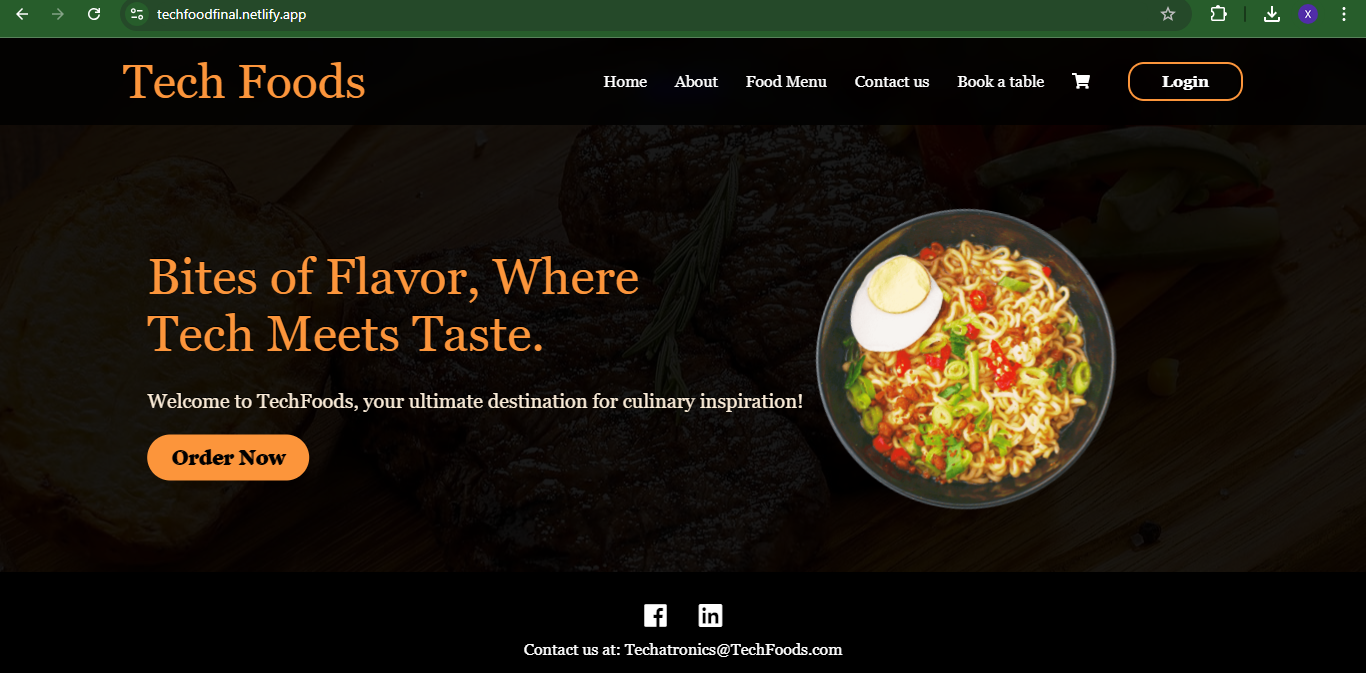 techfoodfinal.netlify.app
X
Tech Foods
Home About Food Menu Contact us Book a table Login
Bites of Flavor, Where
Tech Meets Taste.
Welcome to TechFoods, your ultimate destination for culinary inspiration!
Order Now
in
Contact us at: Techatronics@TechFoods.com